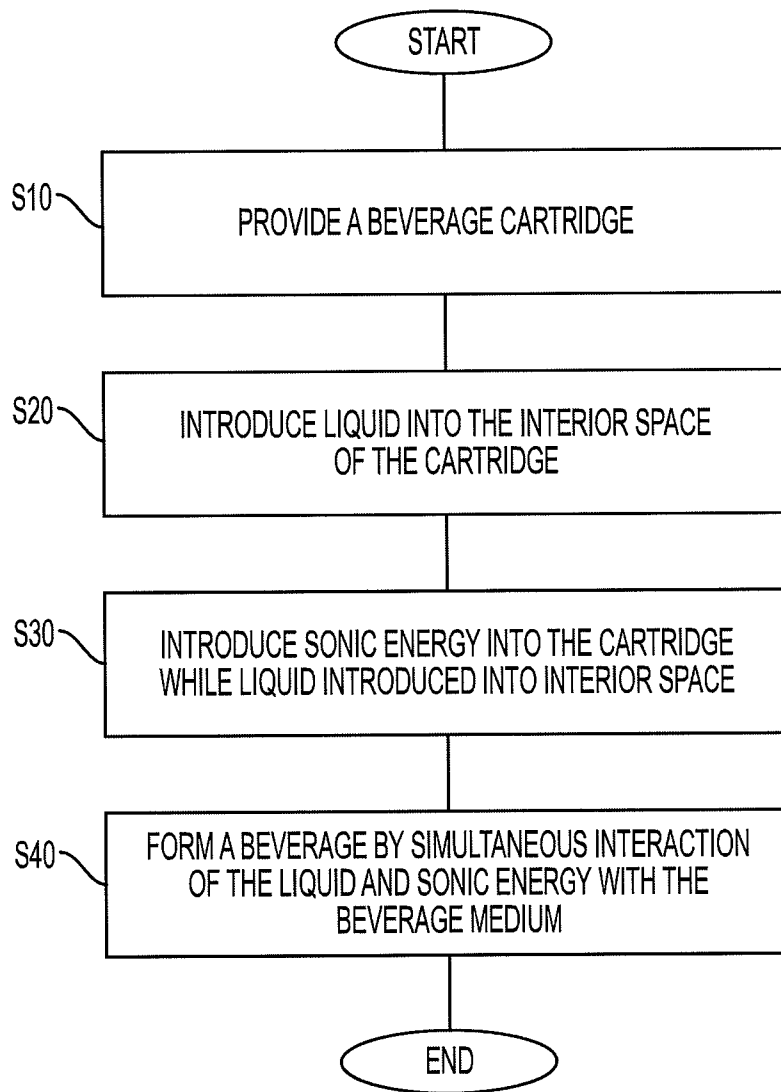 START
S10
PROVIDE A BEVERAGE CARTRIDGE
S20
INTRODUCE LIQUID INTO THE INTERIOR SPACE
OF THE CARTRIDGE
S30
INTRODUCE SONIC ENERGY INTO THE CARTRIDGE
WHILE LIQUID INTRODUCED INTO INTERIOR SPACE
S40
FORM A BEVERAGE BY SIMULTANEOUS INTERACTION
OF THE LIQUID AND SONIC ENERGY WITH THE
BEVERAGE MEDIUM
END